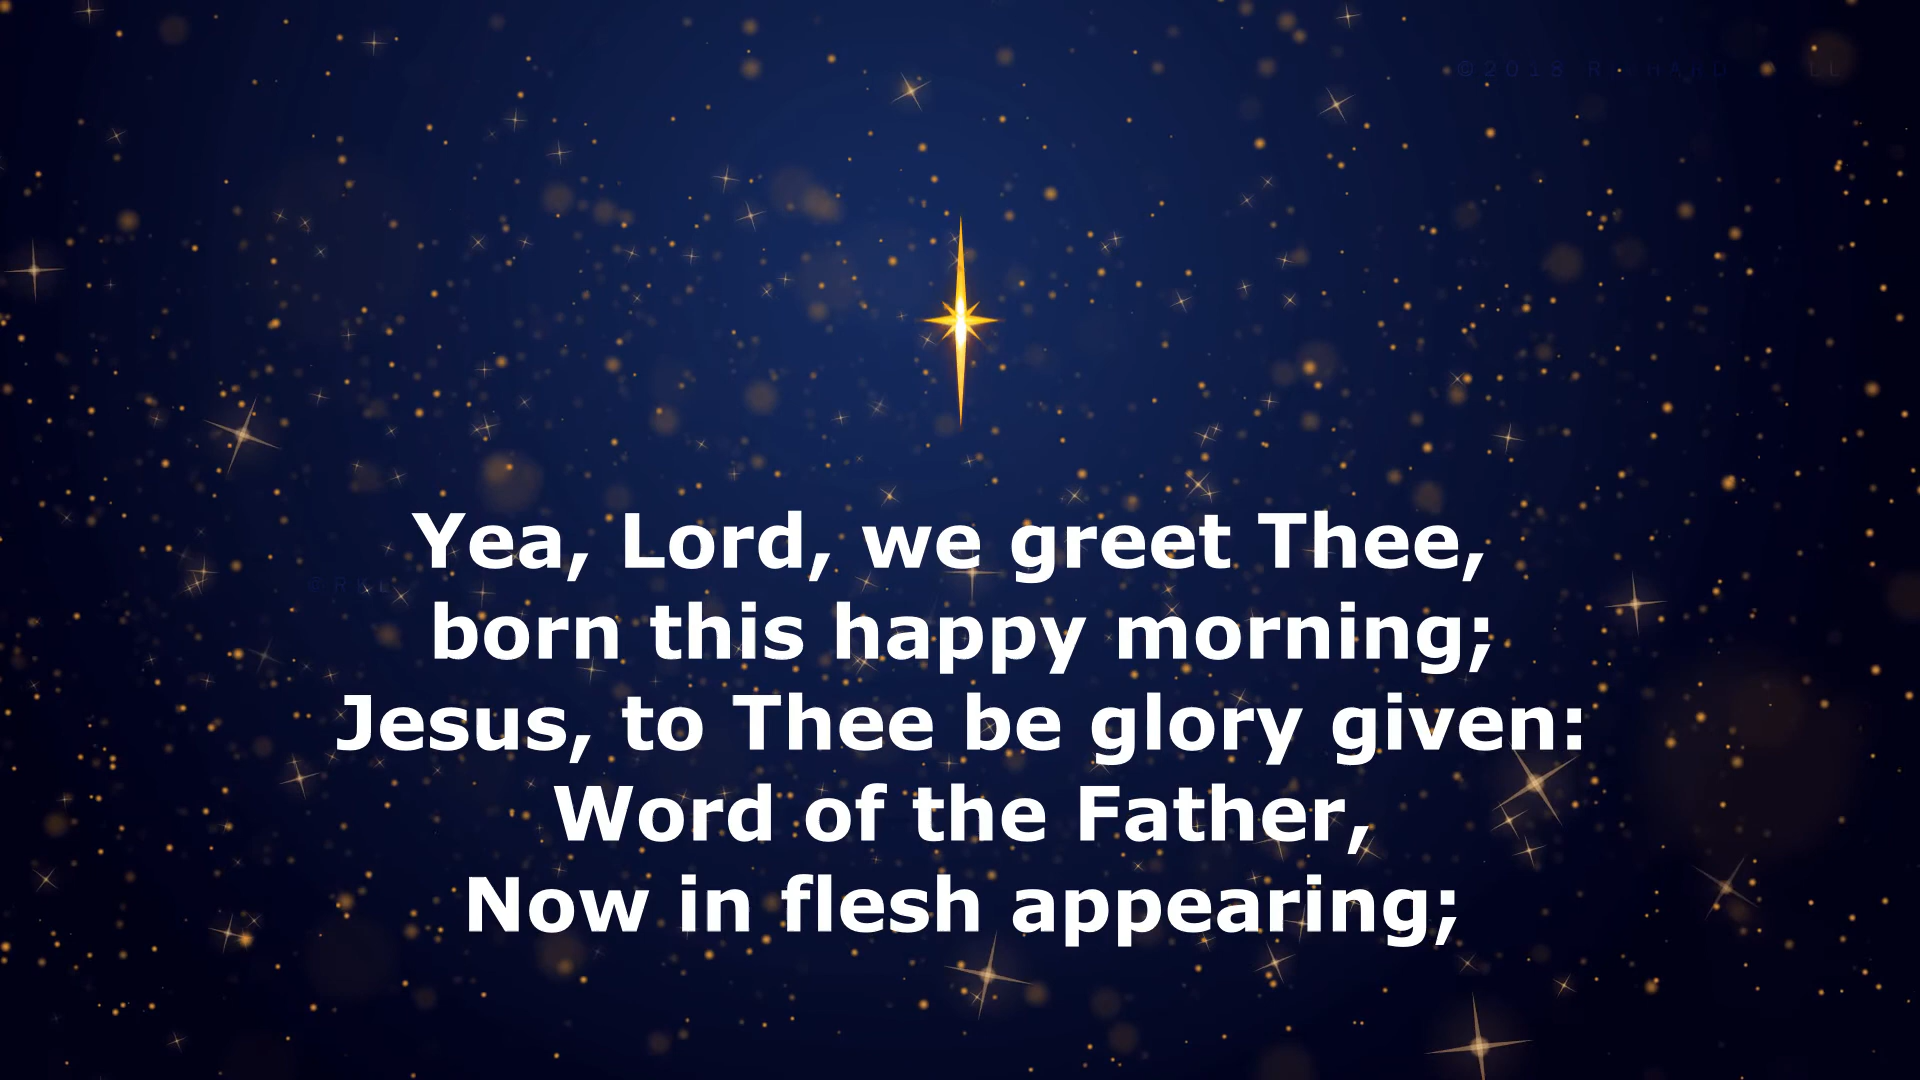 Yea, Lord, we greet Thee,
born this happy morning;
Jesus, to Thee be glory given:
Word of the Father,
Now in flesh appearing;